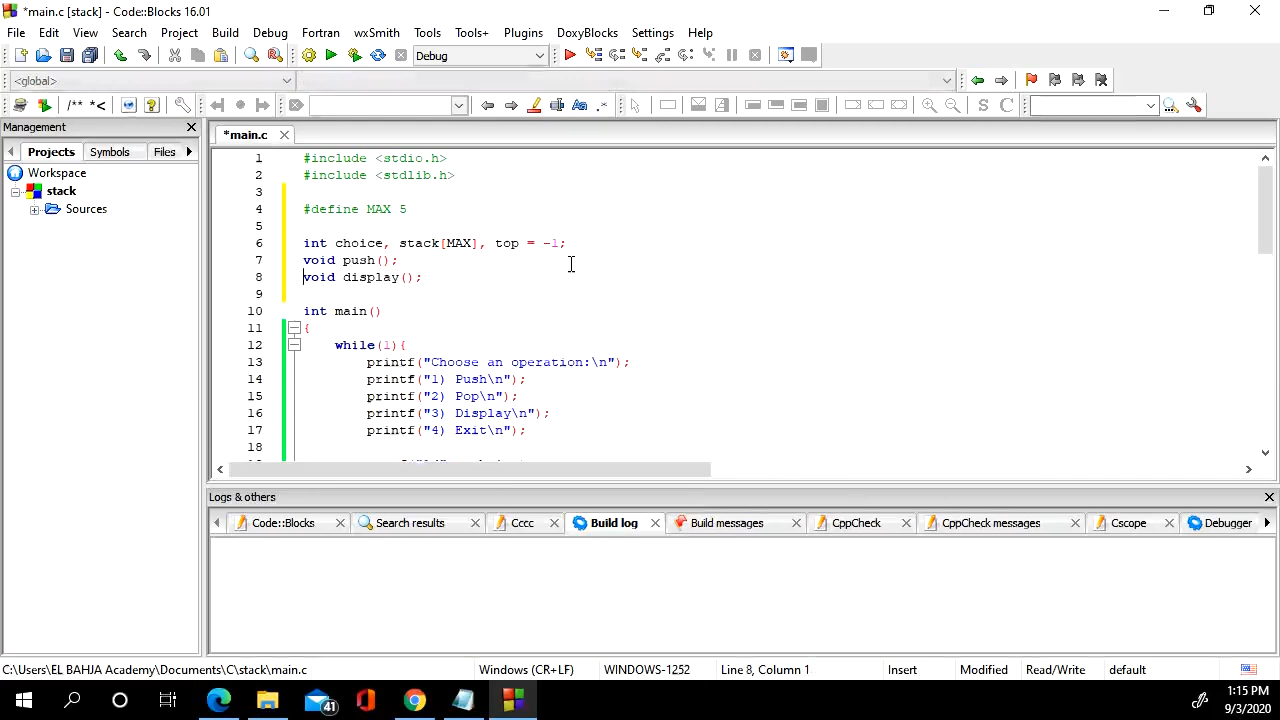 *main.c [stack] - Code::Blocks 16.01
File Edit View Search Project Build Debug Fortran wxSmith Tools Tools+ Plugins DoxyBlocks Settings Help
Debug
<global>
/** *<
S C
Management
*main.c
Projects Symbols Files
Workspace
stack
Sources
1 #include <stdio.h>
2 #include <stdlib.h>
3
4 #define MAX 5
5
6 int choice, stack[MAX], top = -1;
7 void push();
8 void display();
9
10 int main()
11 {
12 while(1){
13 printf("Choose an operation:\n");
14 printf("1) Push\n");
15 printf("2) Pop\n");
16 printf("3) Display\n");
17 printf("4) Exit\n");
18
Logs & others
Code::Blocks Search results Cccc Build log Build messages CppCheck CppCheck messages Cscope Debugger
C:\Users\EL BAHJA Academy\Documents\C\stack\main.c Windows (CR+LF) WINDOWS-1252 Line 8, Column 1 Insert Modified Read/Write default
41
1:15 PM
9/3/2020